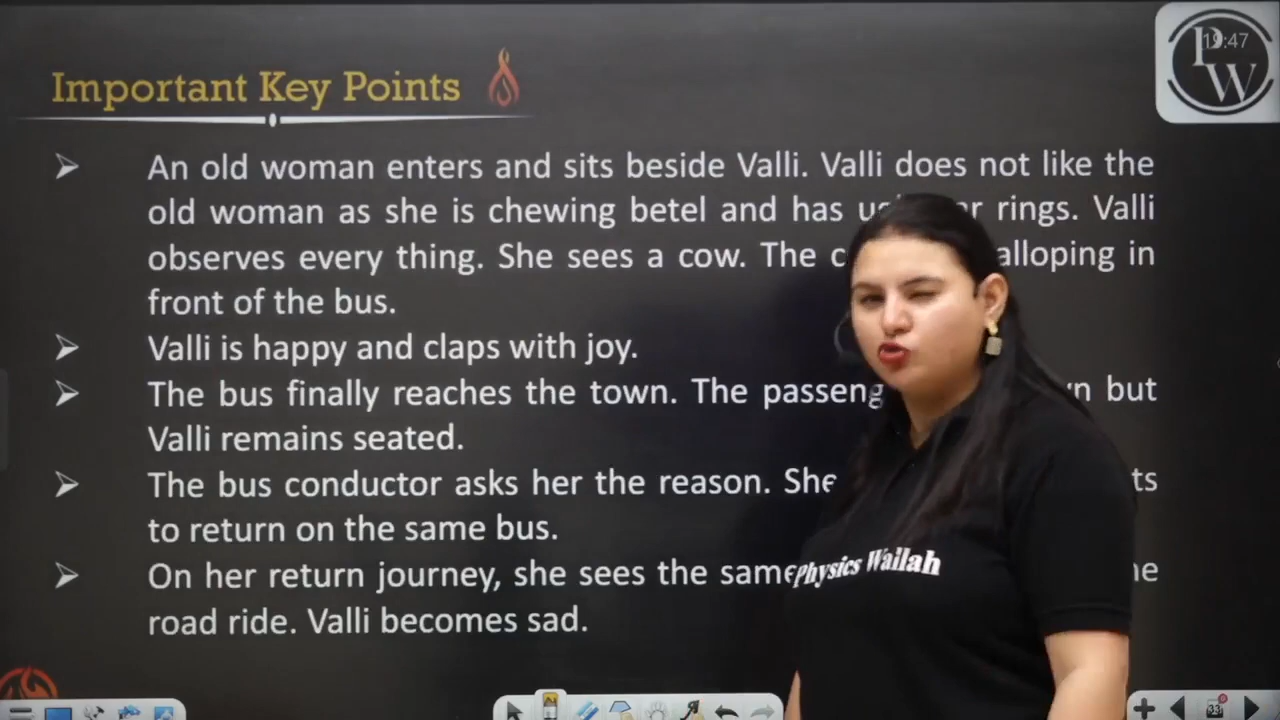 19:47
PW
Important Key Points
An old woman enters and sits beside Valli. Valli does not like the
old woman as she is chewing betel and has rings. Valli
observes every thing. She sees a cow. The in
front of the bus.
Valli is happy and claps with joy.
The bus finally reaches the town. The but
Valli remains seated.
The bus conductor asks her the reason. She
to return on the same bus.
On her return journey, she sees the same
road ride. Valli becomes sad.
Physics Wallah
33